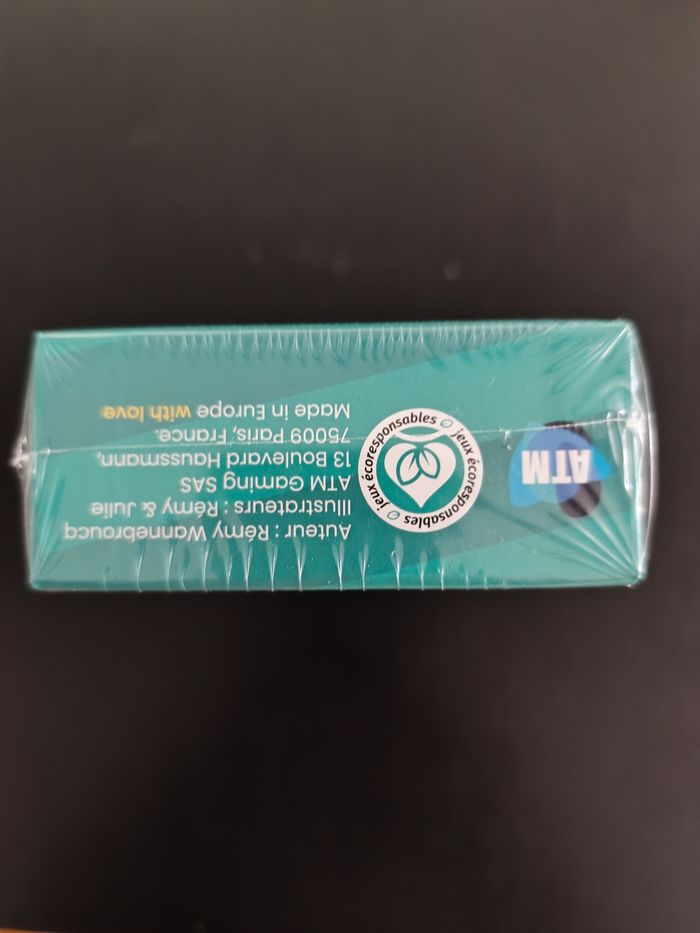 ATM
jeux écoresponsables
jeux écoresponsables
Auteur : Rémy Wannebroucq
Illustrateurs : Rémy & Julie
ATM Gaming SAS
13 Boulevard Haussmann,
75009 Paris, France.
Made in Europe with love